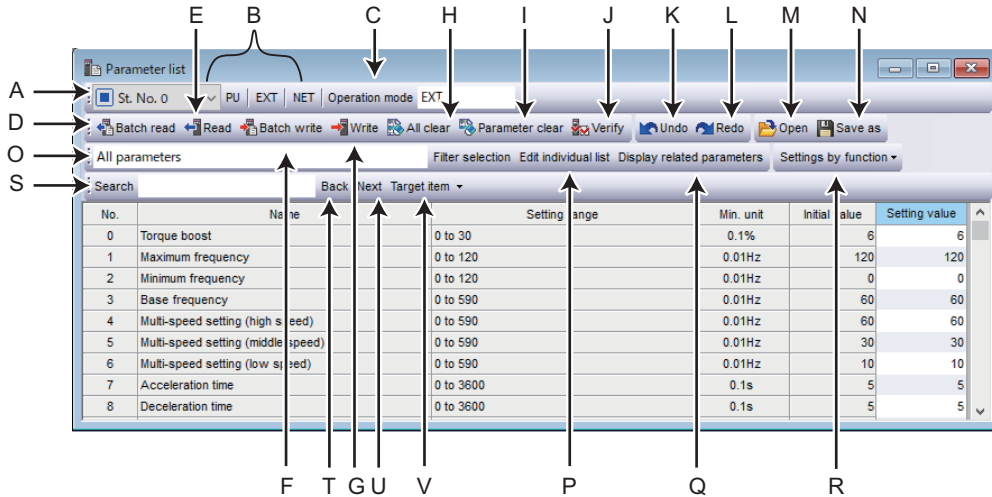 E B C H I J K L M N
Parameter list
A St. No. 0 PU EXT NET Operation mode EXT
D Batch read Read Batch write Write All clear Parameter clear Verify Undo Redo Open Save as
O All parameters Filter selection Edit individual list Display related parameters Settings by function
S Search Back Next Target item
No. Name Setting range Min. unit Initial value Setting value
0 Torque boost 0 to 30 0.1% 6 6
1 Maximum frequency 0 to 120 0.01Hz 120 120
2 Minimum frequency 0 to 120 0.01Hz 0 0
3 Base frequency 0 to 590 0.01Hz 60 60
4 Multi-speed setting (high speed) 0 to 590 0.01Hz 60 60
5 Multi-speed setting (middle speed) 0 to 590 0.01Hz 30 30
6 Multi-speed setting (low speed) 0 to 590 0.01Hz 10 10
7 Acceleration time 0 to 3600 0.1s 5 5
8 Deceleration time 0 to 3600 0.1s 5 5
F T G U V P Q R